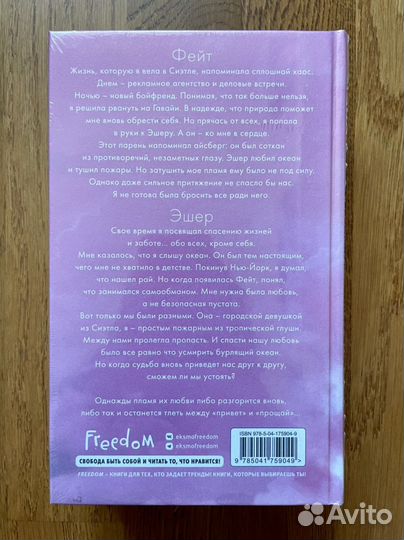 Фейт
Жизнь, которую я вела в Сиэтле, напоминала сплошной хаос.
Днем – рекламное агентство и деловые встречи.
Ночью – новый бойфренд. Понимая, что так больше нельзя,
я решила рвануть на Гавайи. В надежде, что природа поможет
мне вновь обрести себя. Но прячась от всех, я попала
в руки к Эшеру. А он – ко мне в сердце.
Этот парень напоминал айсберг: он был соткан
из противоречий, незаметных глазу. Эшер любил океан
и тушил пожары. Но затушить мое пламя ему было не под силу.
Однако даже сильное притяжение не спасло бы нас.
Я не готова была бросить все ради него.
Эшер
Свое время я посвящал спасению жизней
и заботе... обо всех, кроме себя.
Мне казалось, что я слышу океан. Он был тем настоящим,
чего мне не хватило в детстве. Покинув Нью-Йорк, я думал,
что нашел рай. Но когда появилась Фейт, понял,
что занимался самообманом. Мне нужна была любовь,
а не безопасная пустота.
Вот только мы были разными. Она – городской девушкой
из Сиэтла, я – простым пожарным из тропической глуши.
Между нами пролегла пропасть. И спасти нашу любовь
было все равно что усмирить бурлящий океан.
Но когда судьба вновь приведет нас друг к другу,
сможем ли мы устоять?
Однажды пламя их любви либо разгорится вновь,
либо так и останется тлеть между «привет» и «прощай»...
Freedom
eksmofreedom
eksmofreedom
СВОБОДА БЫТЬ СОБОЙ И ЧИТАТЬ ТО, ЧТО НРАВИТСЯ!
FREEDOM – КНИГИ ДЛЯ ТЕХ, КТО ЗАДАЕТ ТРЕНДЫ! КНИГИ, КОТОРЫЕ ВЫБИРАЕШЬ ТЫ!
ISBN 978-5-04-175904-9
9 785041 759049 >
Avito